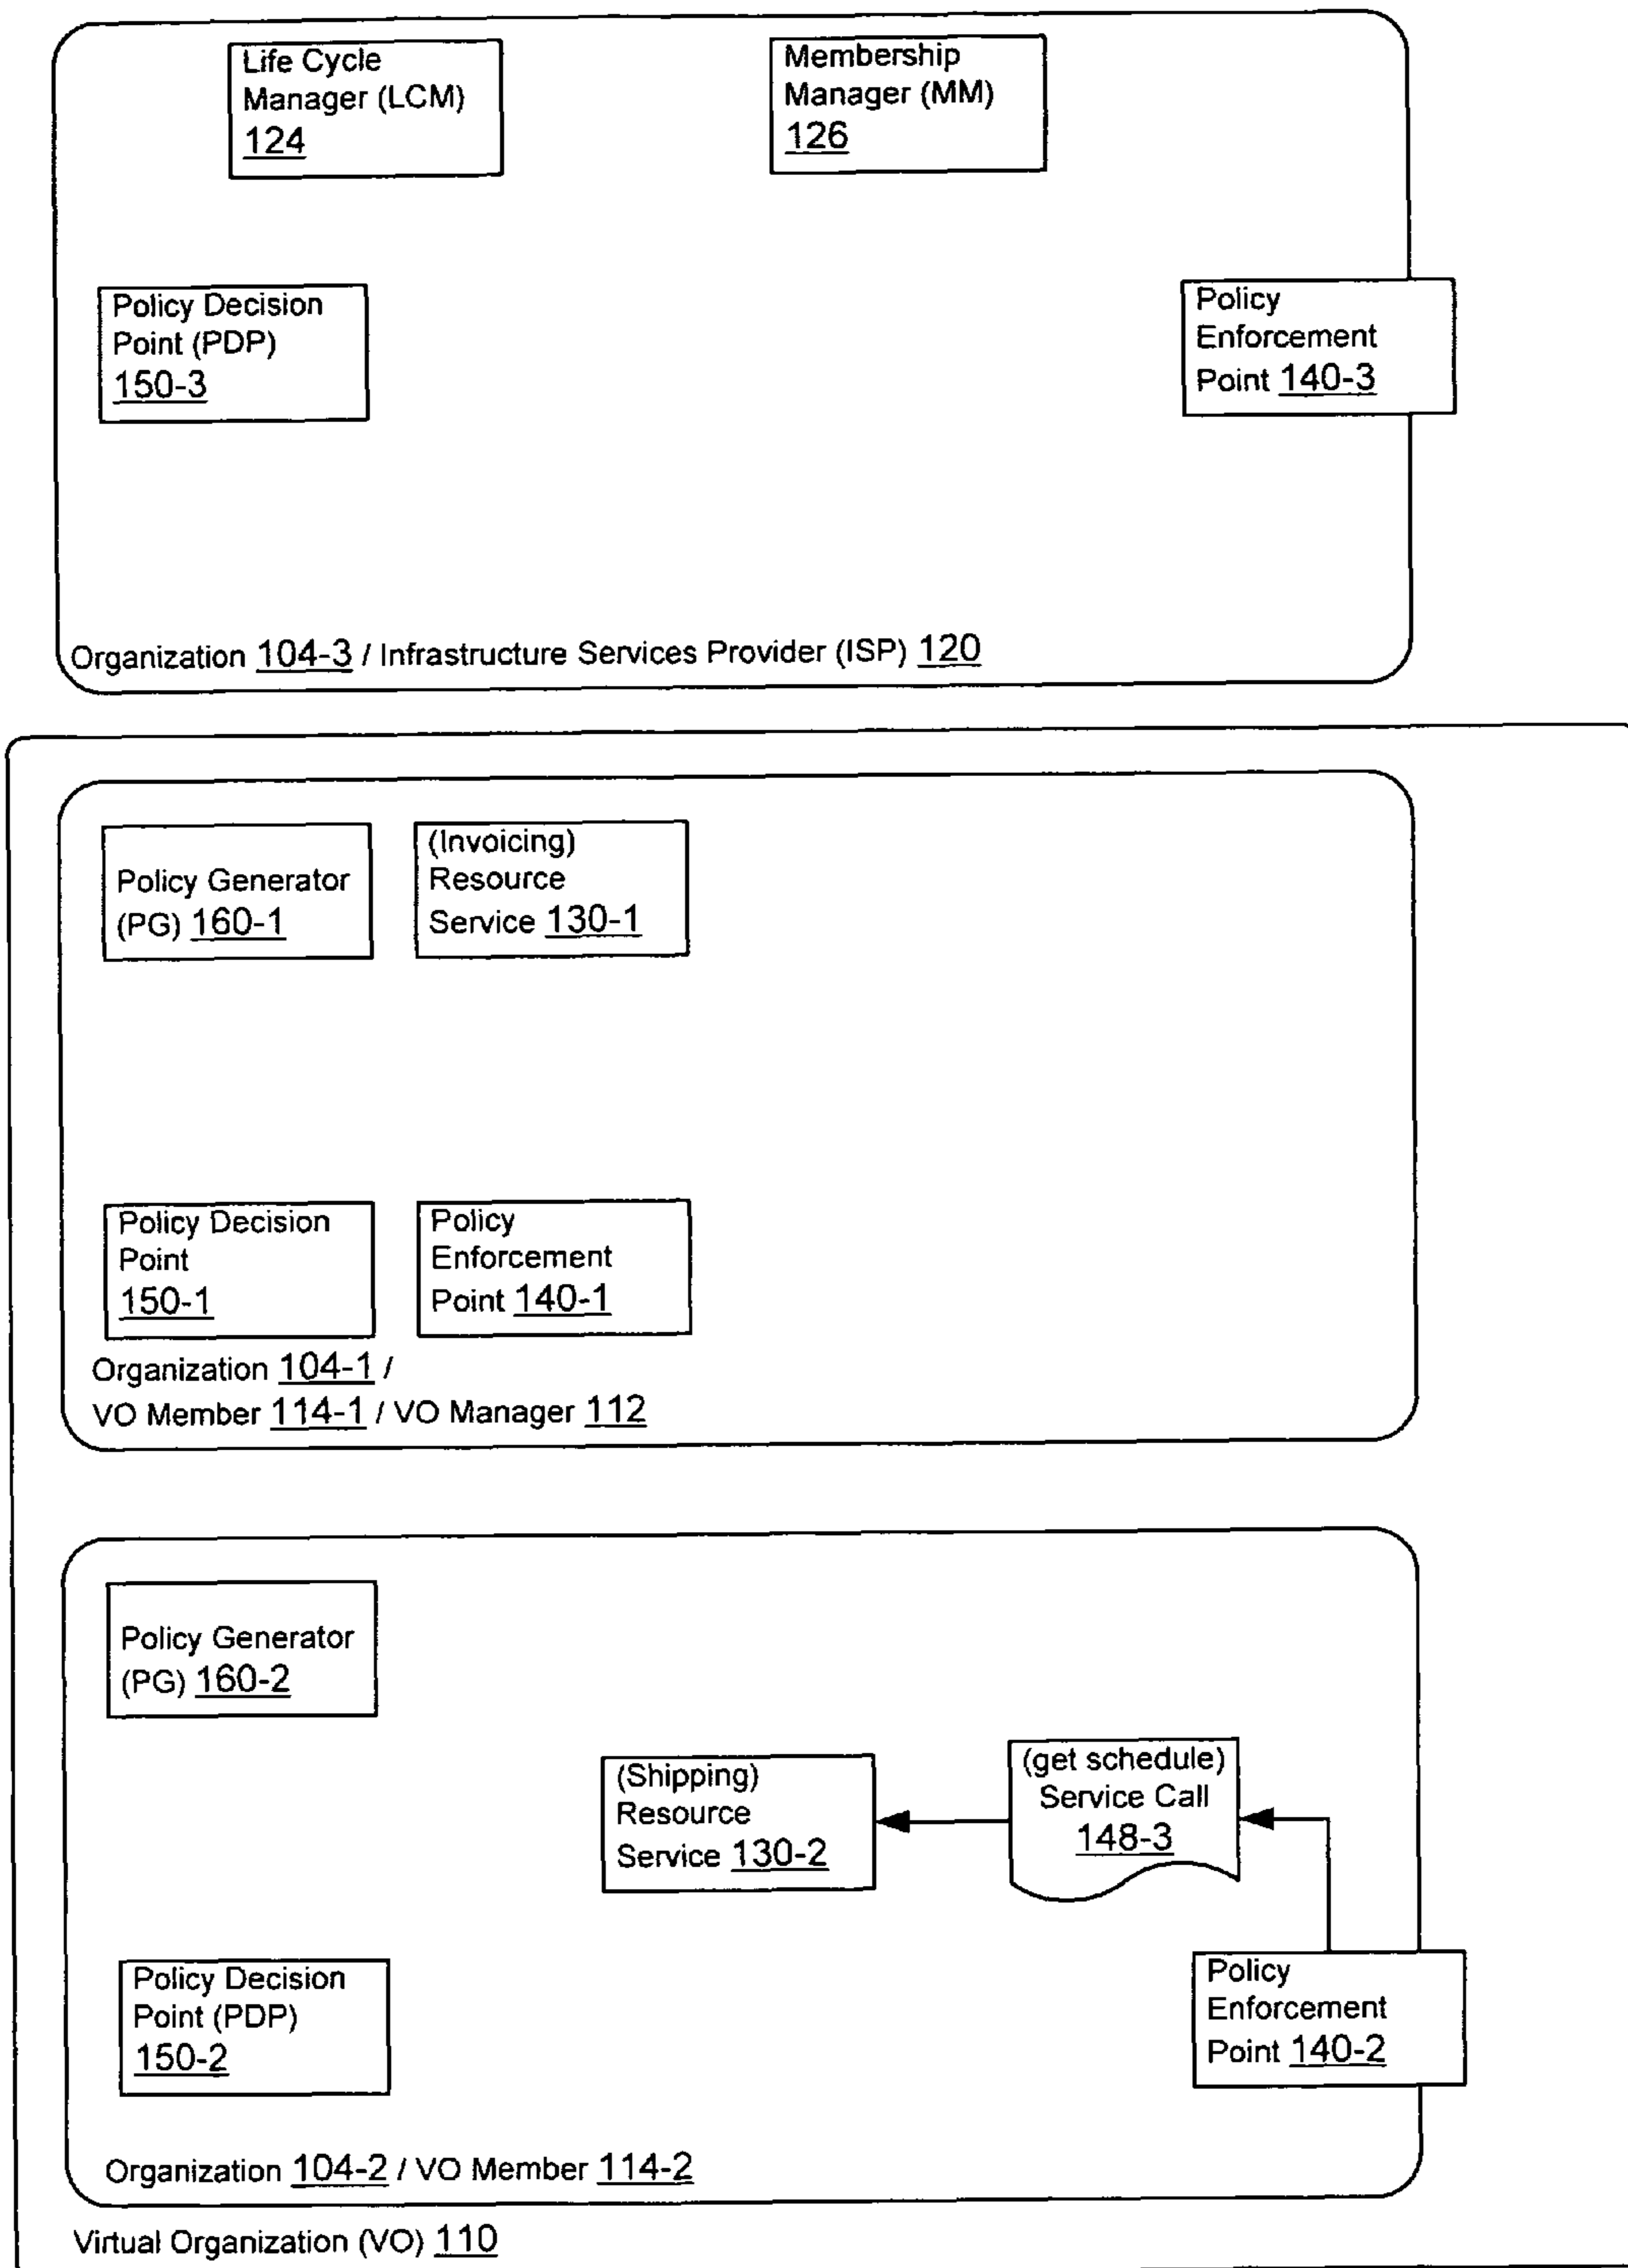 Life Cycle
Manager (LCM)
124
Membership
Manager (MM)
126
Policy Decision
Point (PDP)
150-3
Policy
Enforcement
Point 140-3
Organization 104-3 / Infrastructure Services Provider (ISP) 120
Policy Generator
(PG) 160-1
(Invoicing)
Resource
Service 130-1
Policy Decision
Point
150-1
Policy
Enforcement
Point 140-1
Organization 104-1 /
VO Member 114-1 / VO Manager 112
Policy Generator
(PG) 160-2
(Shipping)
Resource
Service 130-2
(get schedule)
Service Call
148-3
Policy Decision
Point (PDP)
150-2
Policy
Enforcement
Point 140-2
Organization 104-2 / VO Member 114-2
Virtual Organization (VO) 110